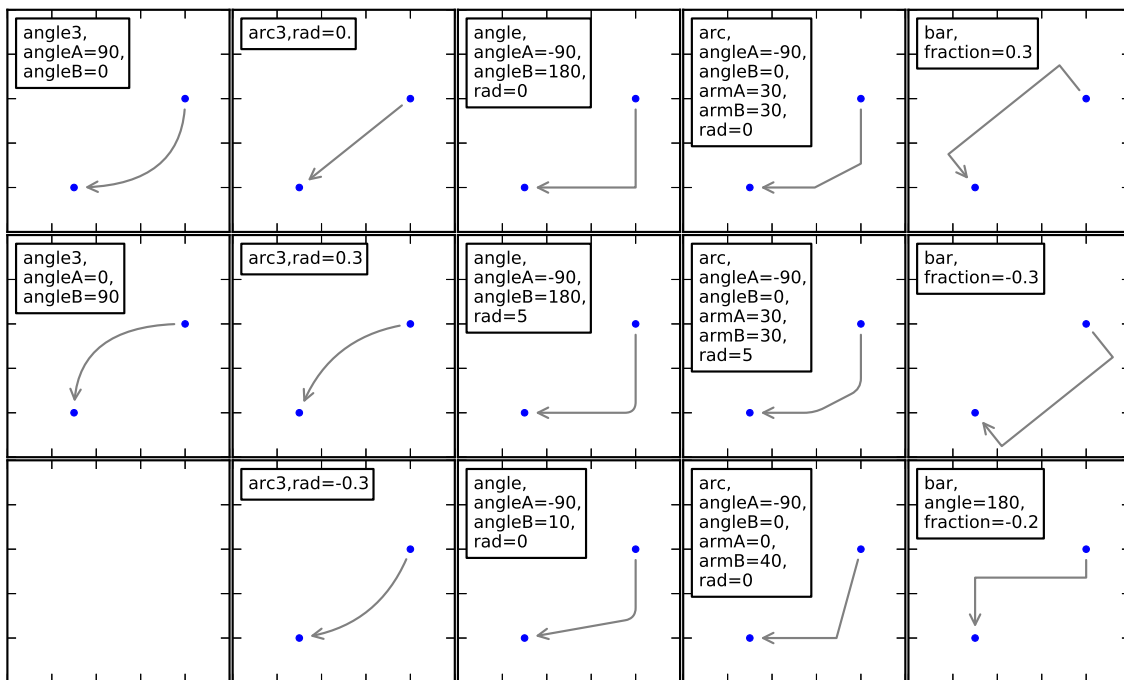 angle3,
angleA=90,
angleB=0
arc3,rad=0.
angle,
angleA=-90,
angleB=180,
rad=0
arc,
angleA=-90,
angleB=0,
armA=30,
armB=30,
rad=0
bar,
fraction=0.3
angle3,
angleA=0,
angleB=90
arc3,rad=0.3
angle,
angleA=-90,
angleB=180,
rad=5
arc,
angleA=-90,
angleB=0,
armA=30,
armB=30,
rad=5
bar,
fraction=-0.3
arc3,rad=-0.3
angle,
angleA=-90,
angleB=10,
rad=0
arc,
angleA=-90,
angleB=0,
armA=0,
armB=40,
rad=0
bar,
angle=180,
fraction=-0.2